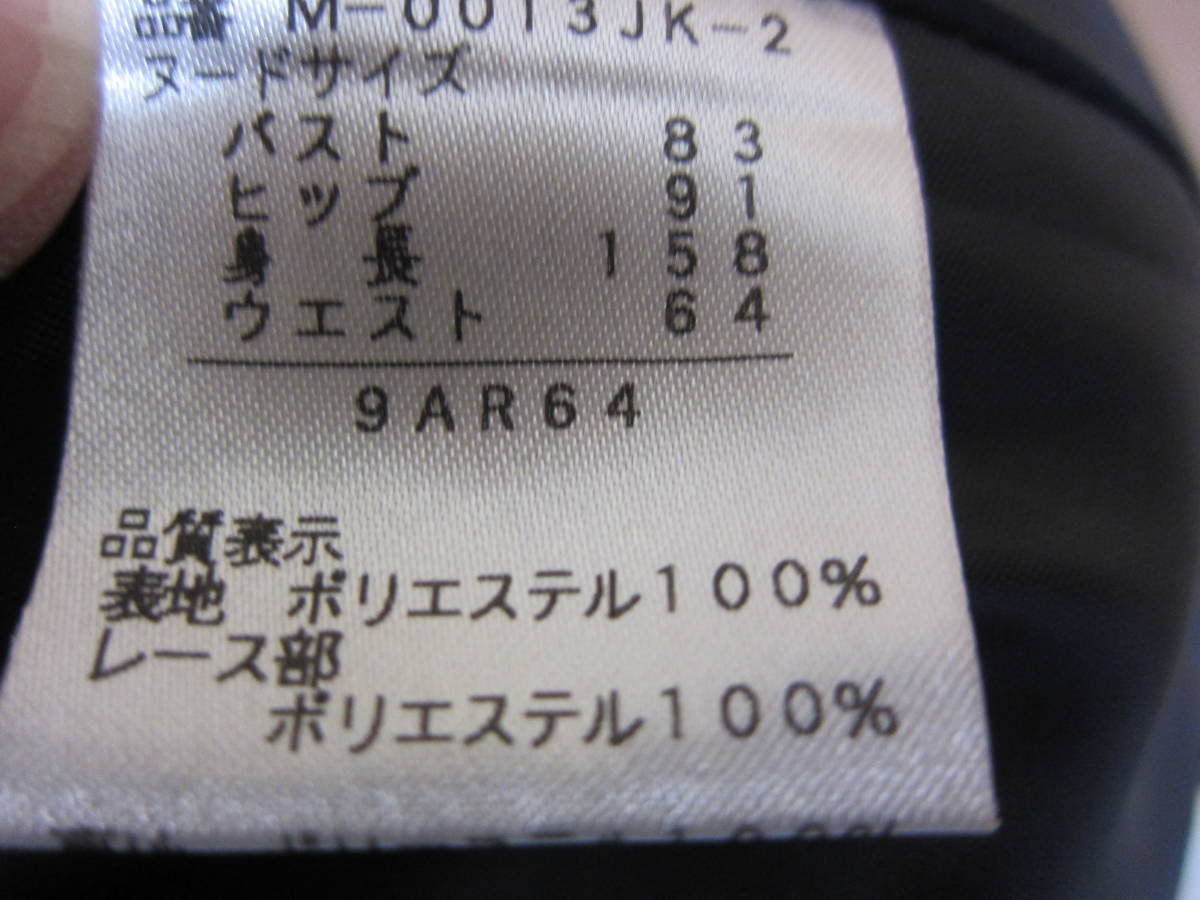 品番 M-0013JK-2
ヌードサイズ
バスト 83
ヒップ 91
身長 158
ウエスト 64
9AR64
品質表示
表地 ポリエステル100%
レース部
ポリエステル100%